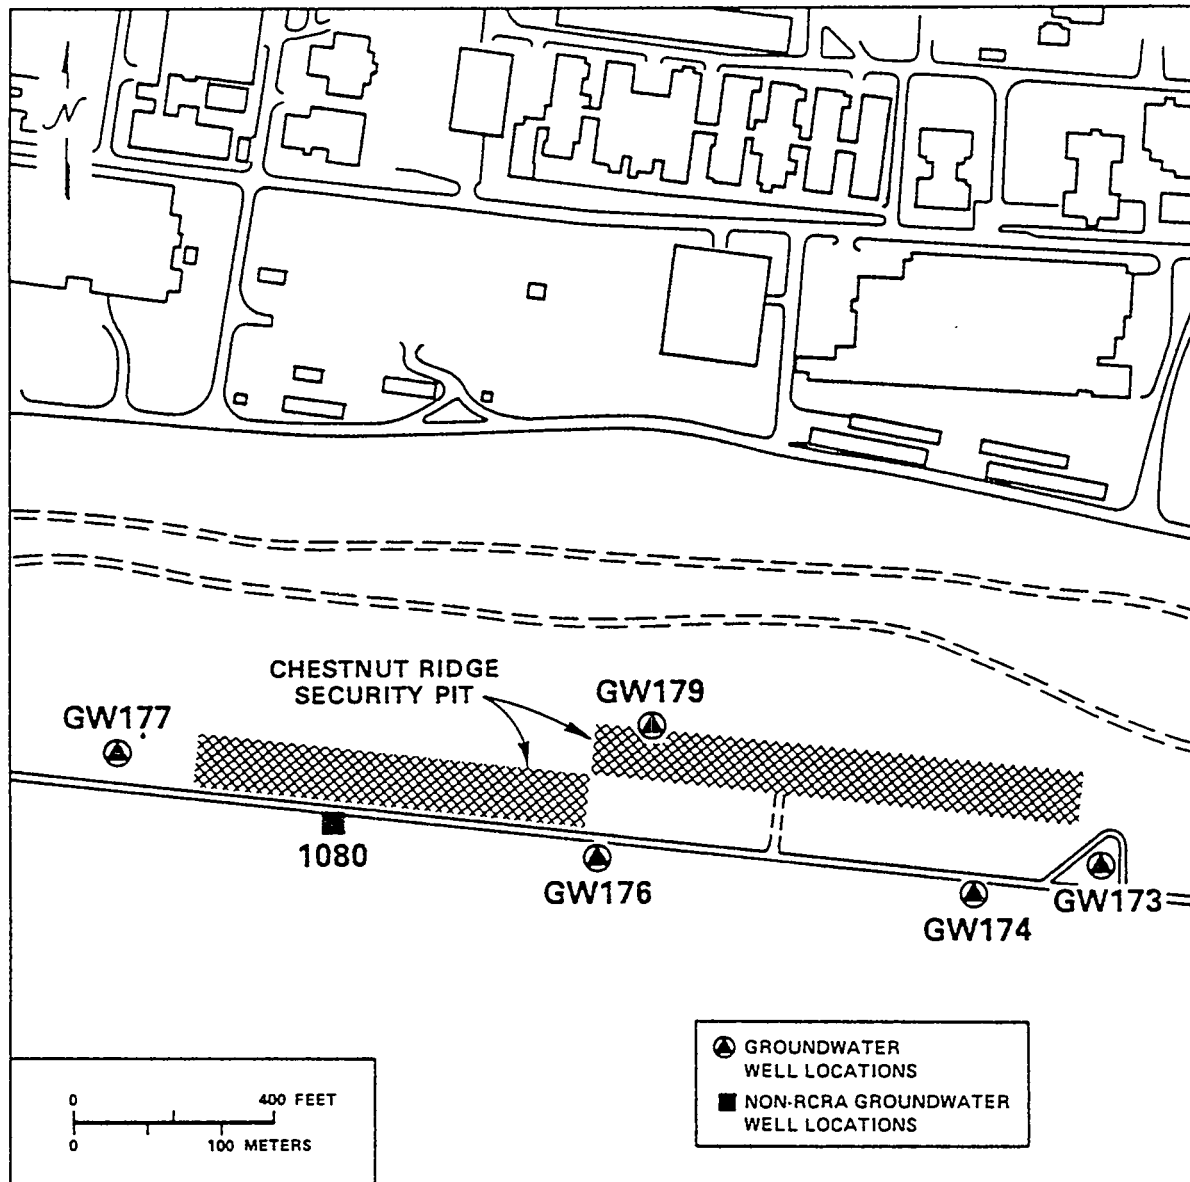 N
CHESTNUT RIDGE
SECURITY PIT
GW179
GW177
1080
GW176
GW174
GW173
GROUNDWATER
WELL LOCATIONS
NON-RCRA GROUNDWATER
WELL LOCATIONS
0 400 FEET
0 100 METERS